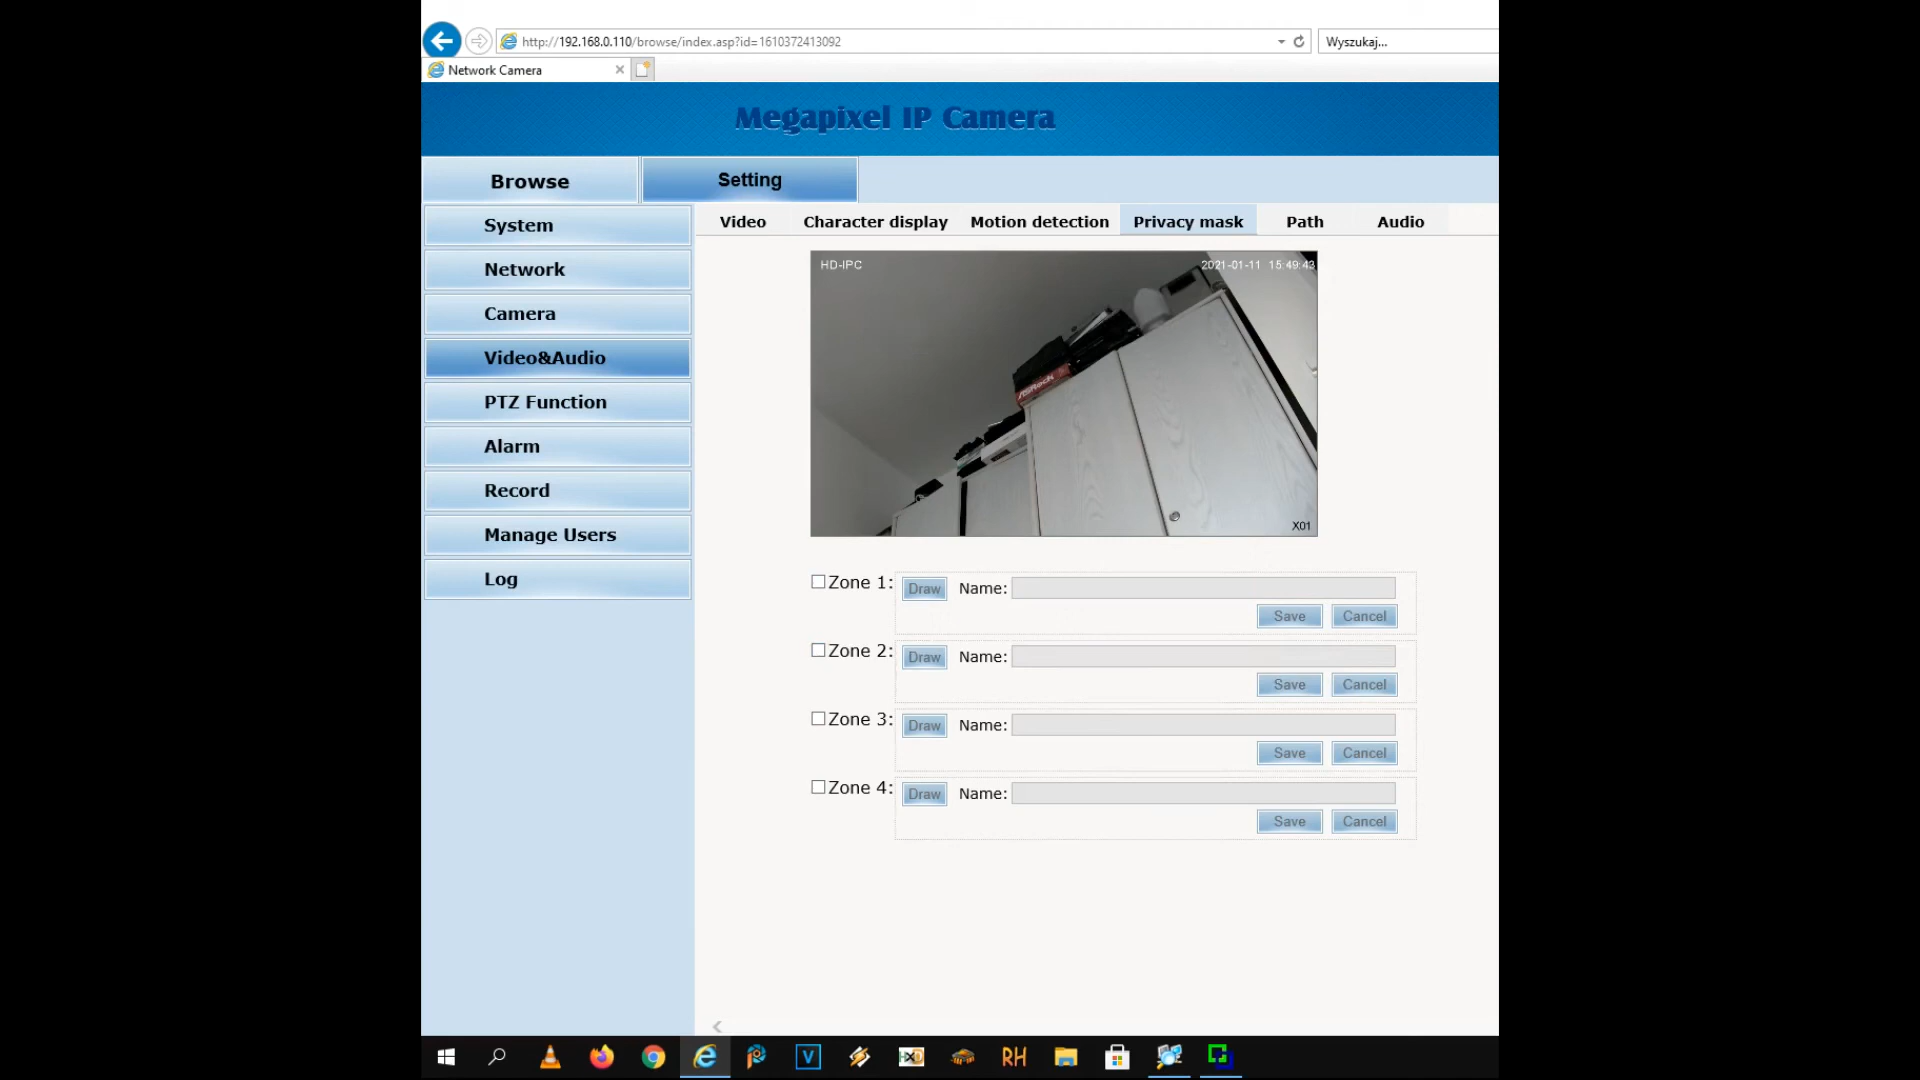 http://192.168.0.110/browse/index.asp?id=1610372413092
Wyszukaj...
Network Camera
Megapixel IP Camera
Browse
Setting
System
Network
Camera
Video&Audio
PTZ Function
Alarm
Record
Manage Users
Log
Video
Character display
Motion detection
Privacy mask
Path
Audio
HD-IPC
2021-01-11 15:49:43
ASRock
X01
Zone 1:
Draw
Name:
Save
Cancel
Zone 2:
Draw
Name:
Save
Cancel
Zone 3:
Draw
Name:
Save
Cancel
Zone 4:
Draw
Name:
Save
Cancel
V
HXD
RH